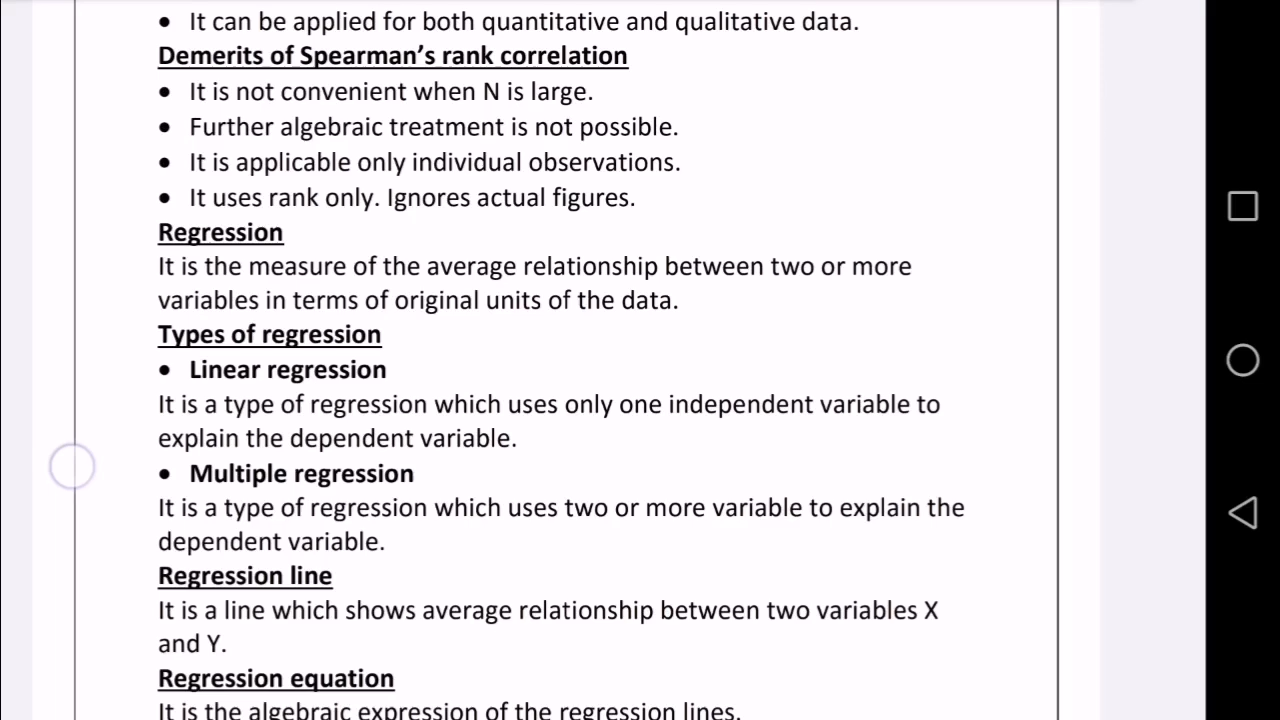 • It can be applied for both quantitative and qualitative data.
Demerits of Spearman’s rank correlation
• It is not convenient when N is large.
• Further algebraic treatment is not possible.
• It is applicable only individual observations.
• It uses rank only. Ignores actual figures.
Regression
It is the measure of the average relationship between two or more
variables in terms of original units of the data.
Types of regression
• Linear regression
It is a type of regression which uses only one independent variable to
explain the dependent variable.
• Multiple regression
It is a type of regression which uses two or more variable to explain the
dependent variable.
Regression line
It is a line which shows average relationship between two variables X
and Y.
Regression equation
It is the algebraic expression of the regression lines.